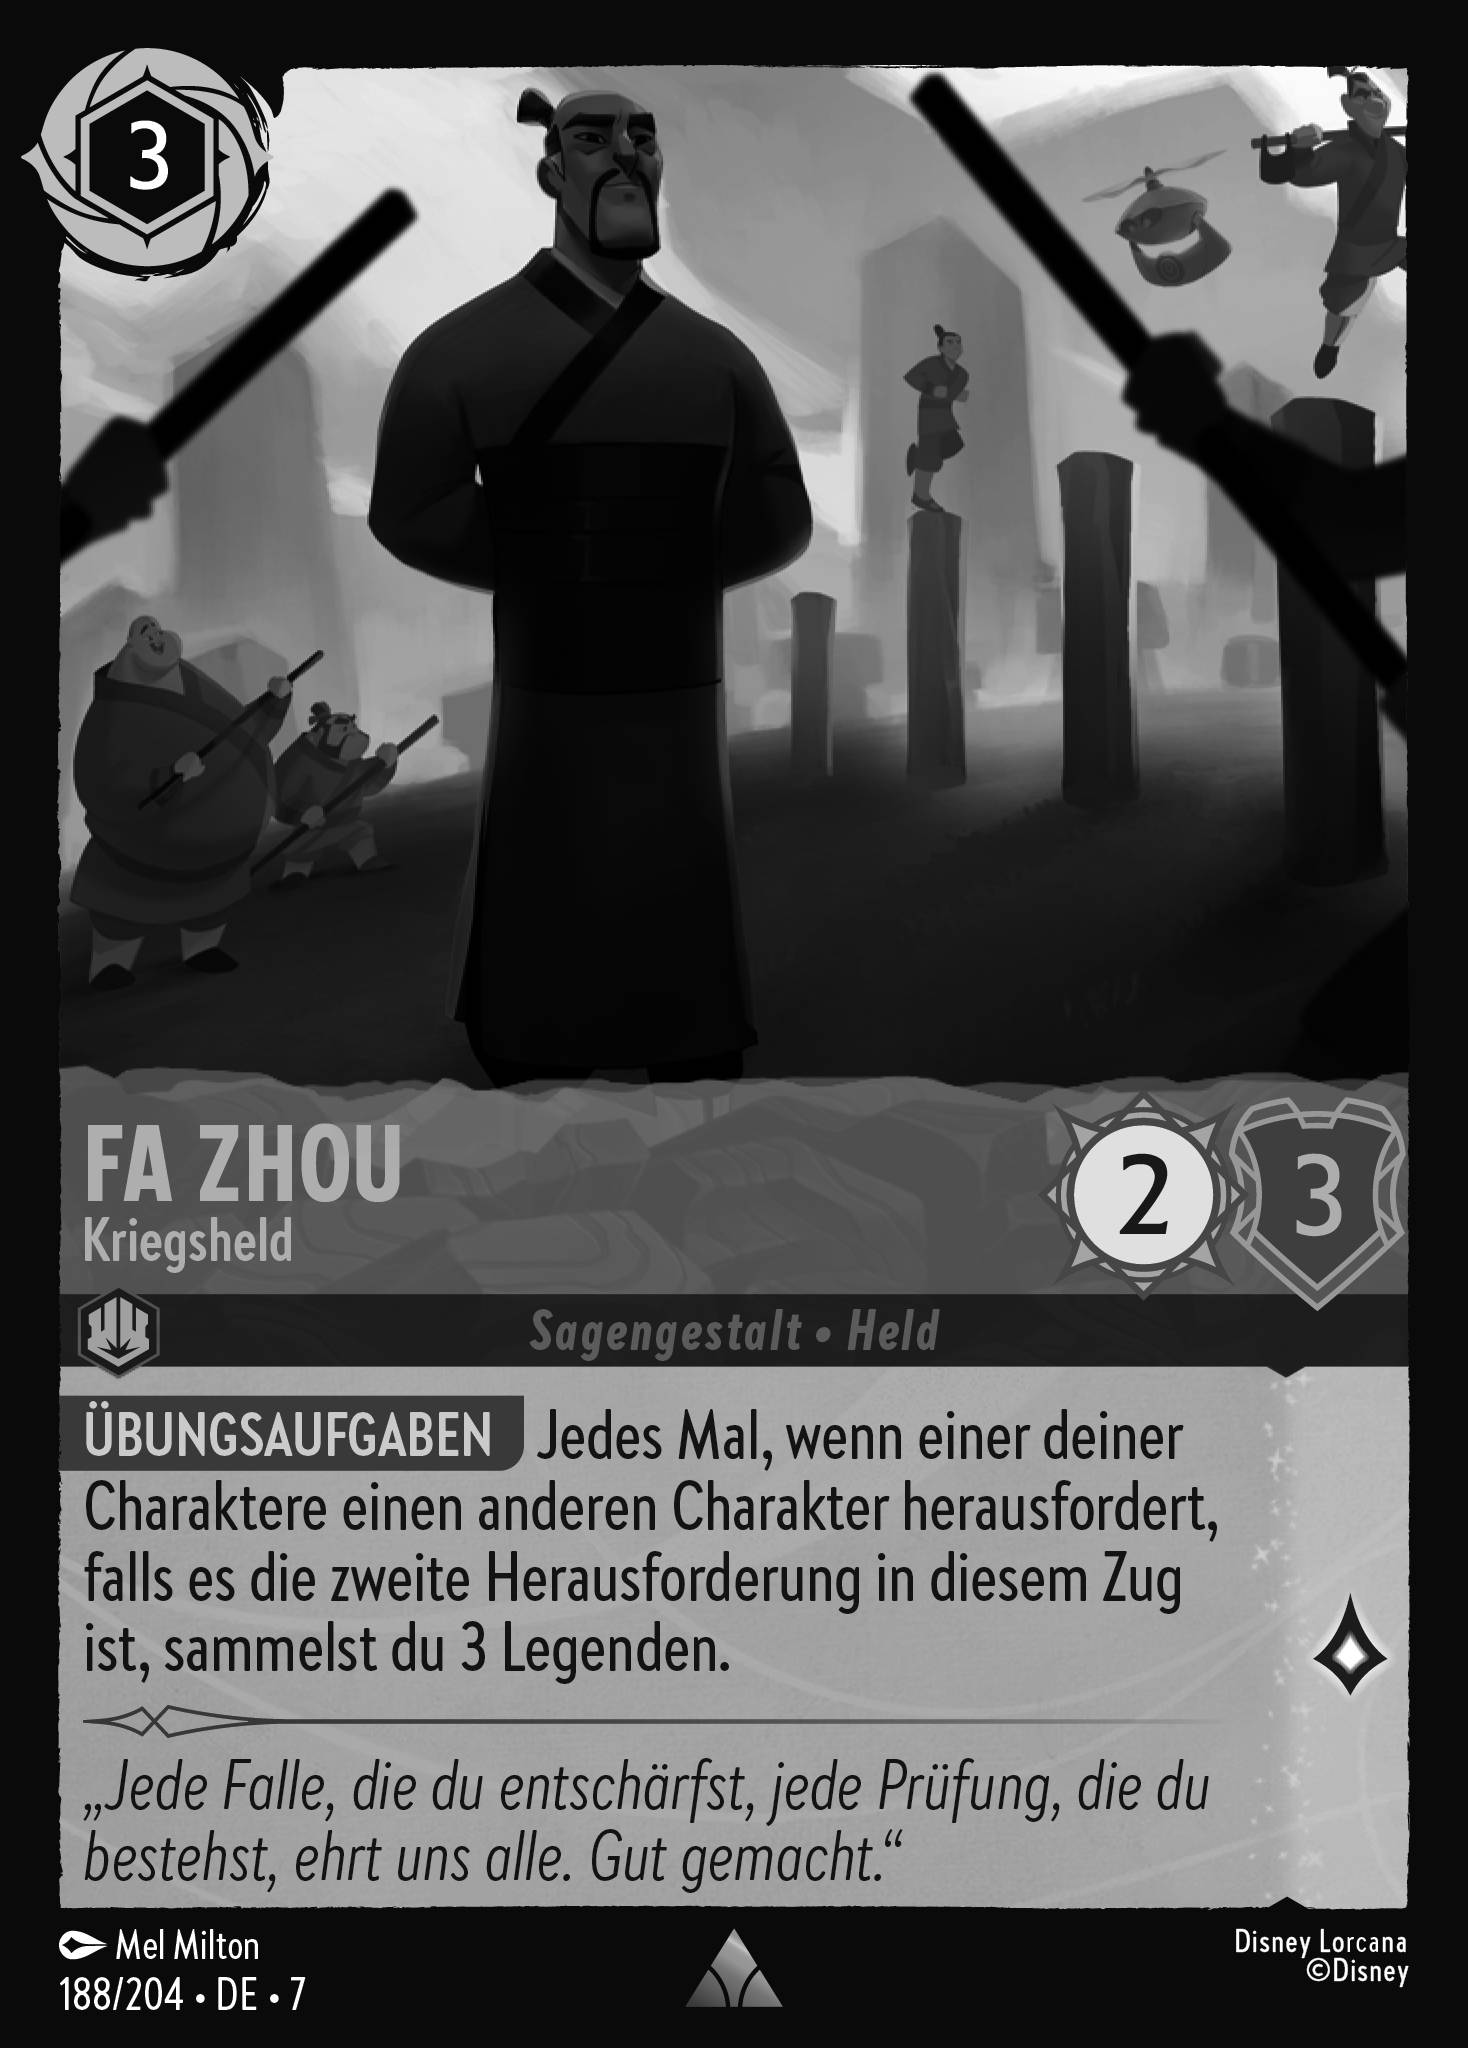 3
FA ZHOU
Kriegsheld
2
3
Sagengestalt • Held
ÜBUNGSAUFGABEN Jedes Mal, wenn einer deiner
Charaktere einen anderen Charakter herausfordert,
falls es die zweite Herausforderung in diesem Zug
ist, sammelst du 3 Legenden.
„Jede Falle, die du entschärfst, jede Prüfung, die du
bestehst, ehrt uns alle. Gut gemacht.“
Mel Milton
188/204 • DE • 7
Disney Lorcana
©Disney